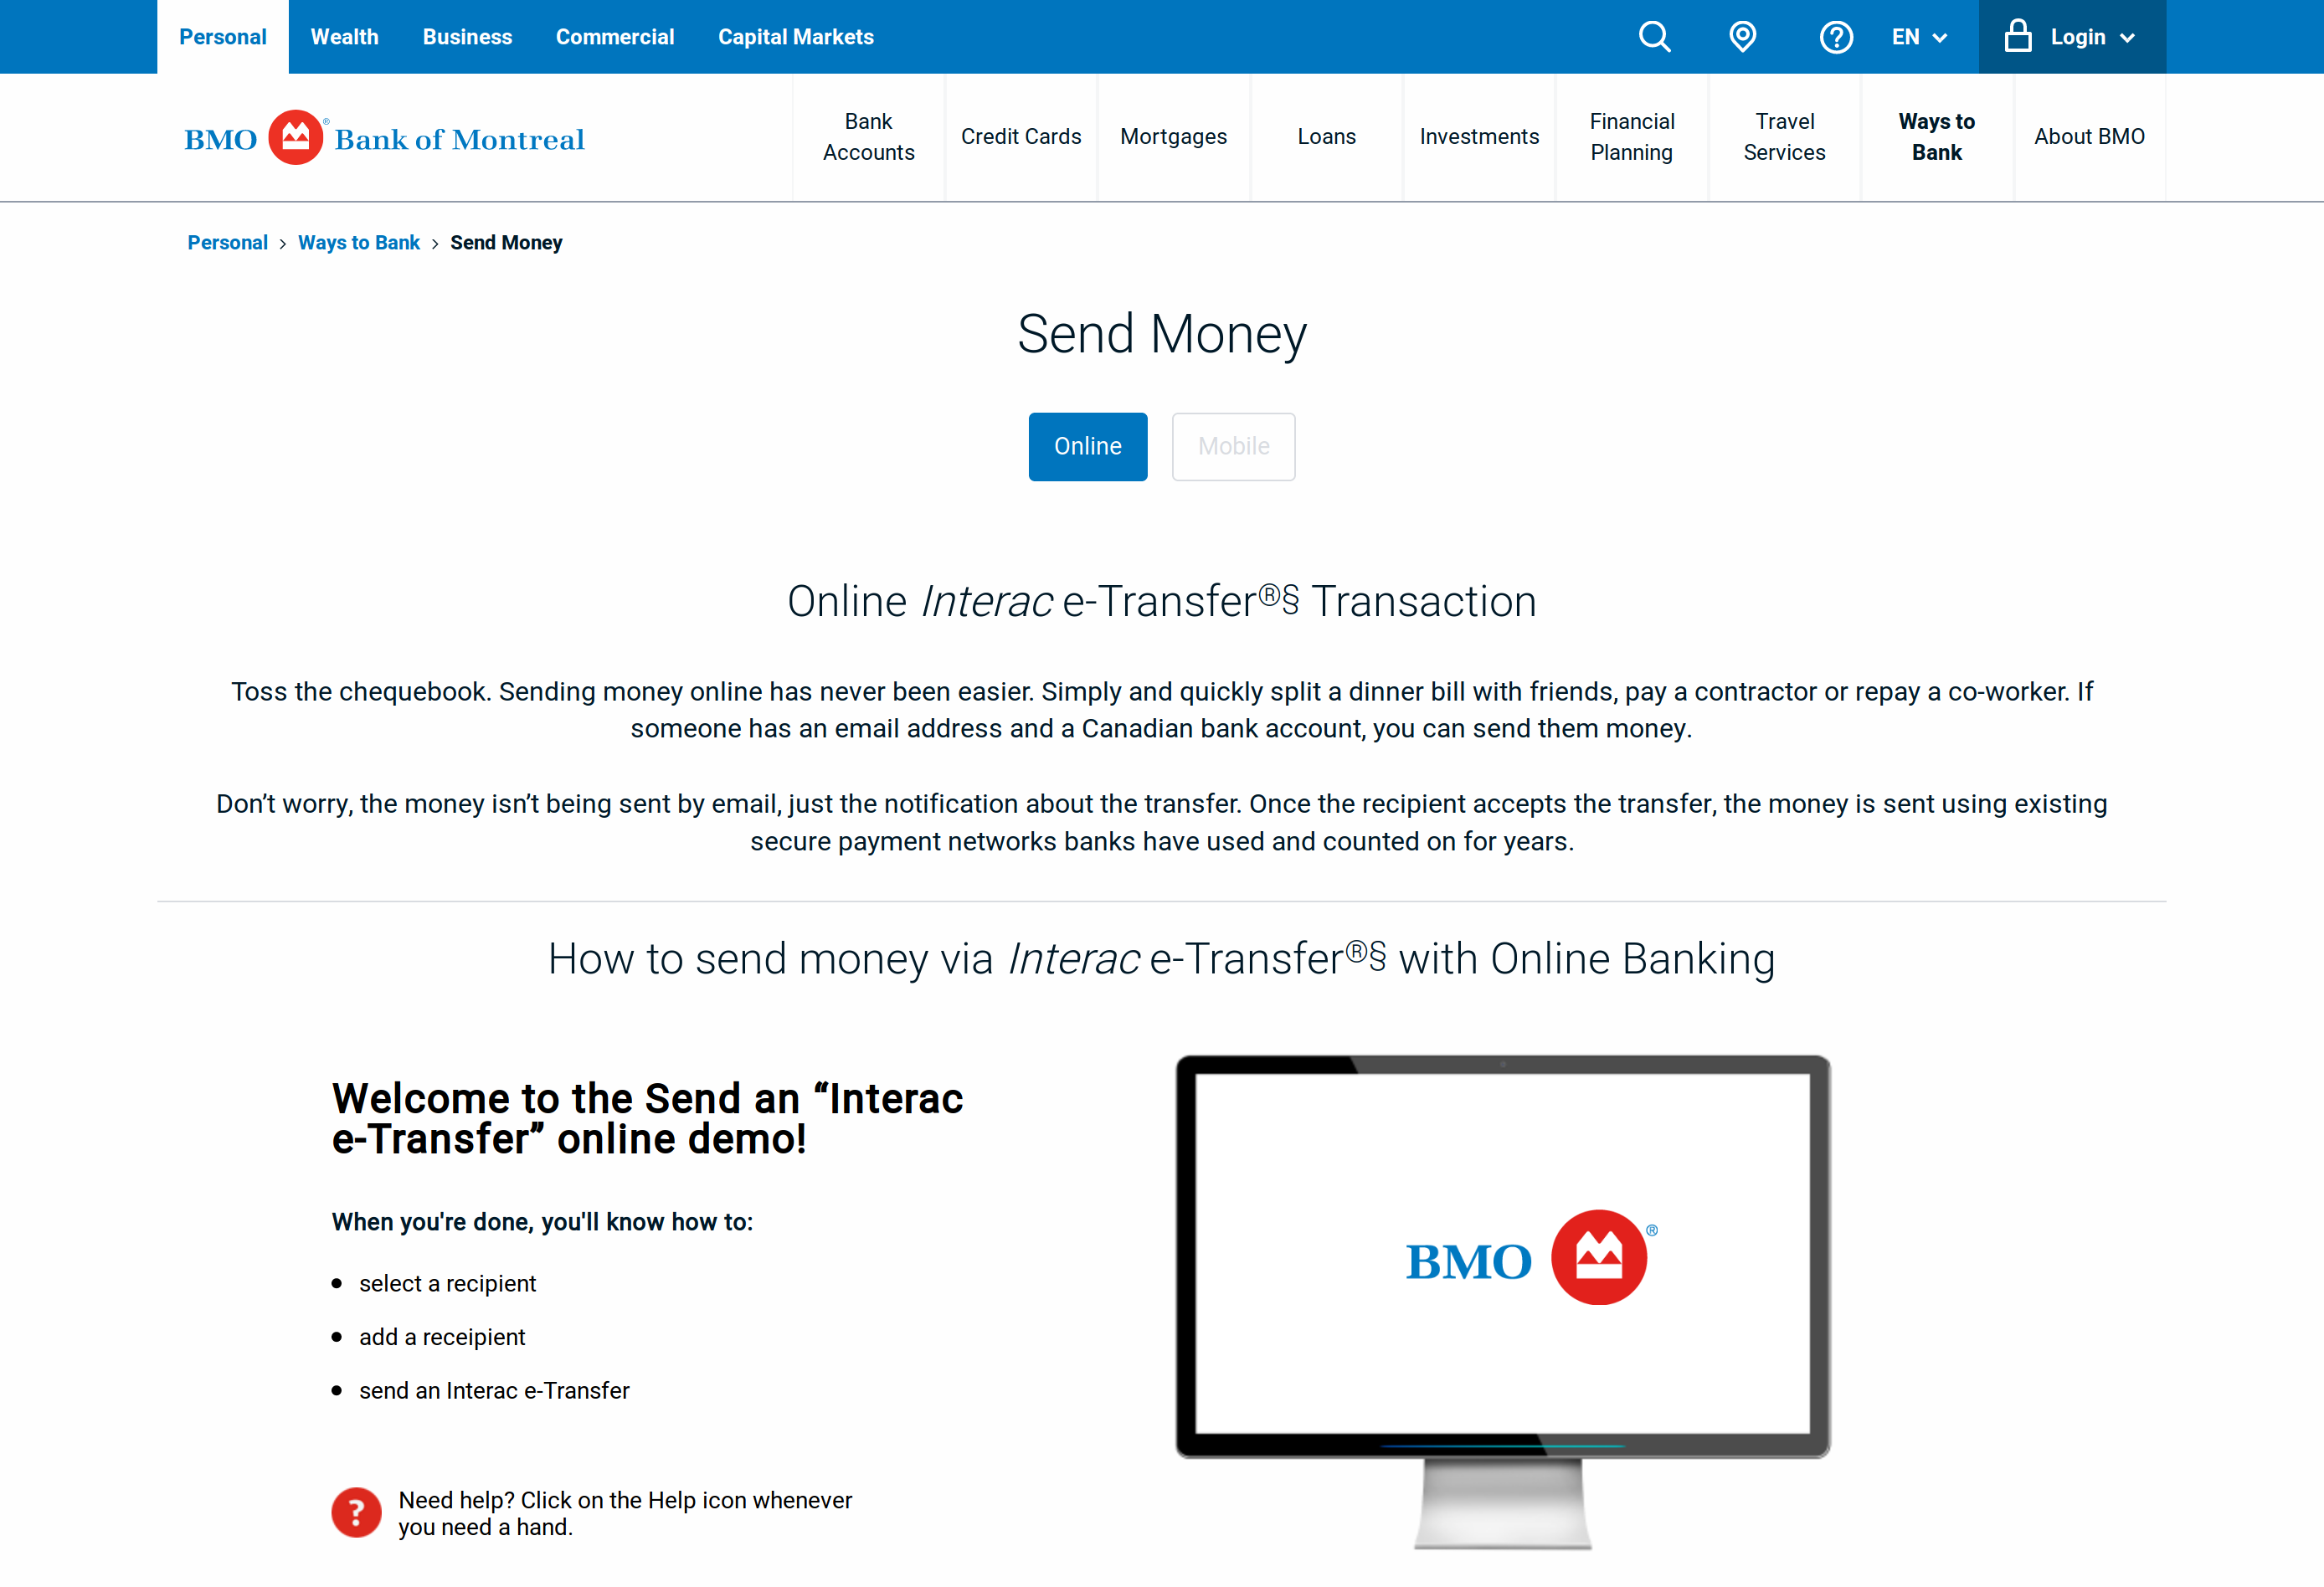 Personal Wealth Business Commercial Capital Markets EN Login
BMO ® Bank of Montreal
Bank Accounts
Credit Cards
Mortgages
Loans
Investments
Financial Planning
Travel Services
Ways to Bank
About BMO
Personal › Ways to Bank › Send Money
Send Money
Online Mobile
Online Interac e-Transfer®§ Transaction
Toss the chequebook. Sending money online has never been easier. Simply and quickly split a dinner bill with friends, pay a contractor or repay a co-worker. If
someone has an email address and a Canadian bank account, you can send them money.
Don’t worry, the money isn’t being sent by email, just the notification about the transfer. Once the recipient accepts the transfer, the money is sent using existing
secure payment networks banks have used and counted on for years.
How to send money via Interac e-Transfer®§ with Online Banking
Welcome to the Send an “Interac
e-Transfer” online demo!
When you're done, you'll know how to:
• select a recipient
• add a receipient
• send an Interac e-Transfer
? Need help? Click on the Help icon whenever
you need a hand.
BMO ®